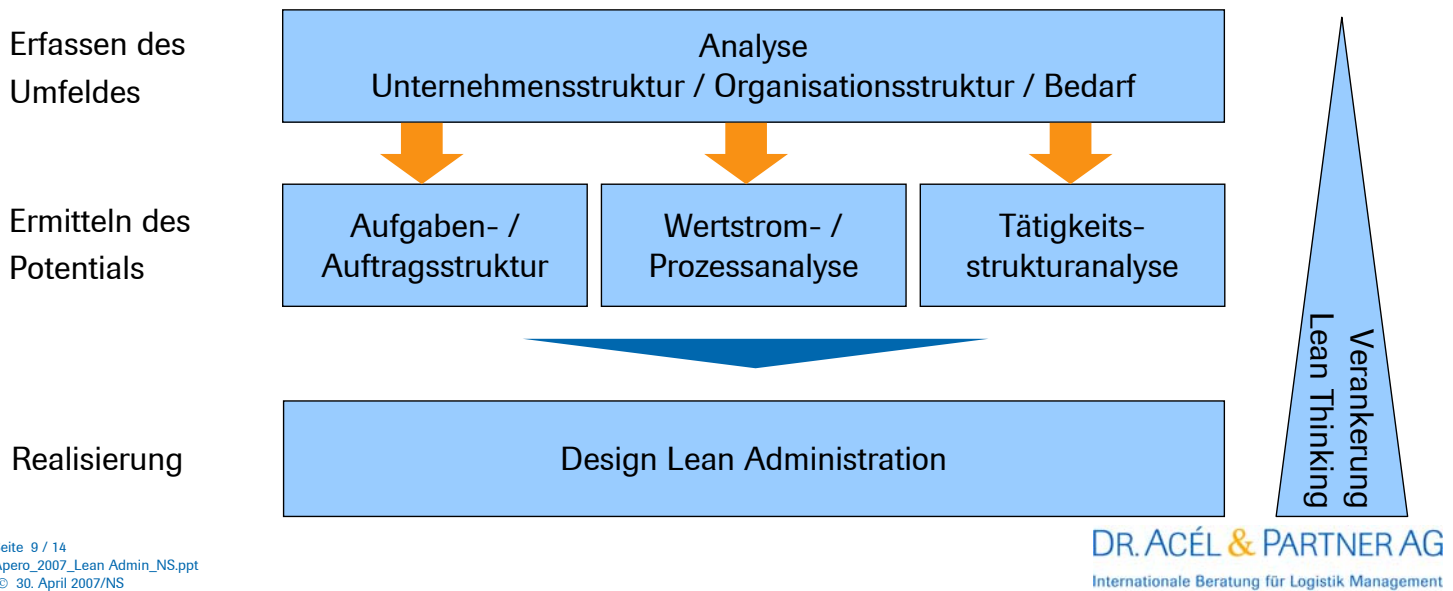 Erfassen des
Umfeldes
Analyse
Unternehmensstruktur / Organisationsstruktur / Bedarf
Ermitteln des
Potentials
Aufgaben- /
Auftragsstruktur
Wertstrom- /
Prozessanalyse
Tätigkeits-
strukturanalyse
Realisierung
Design Lean Administration
Verankerung
Lean Thinking
eite 9 / 14
Apero_2007_Lean Admin_NS.ppt
© 30. April 2007/NS
DR. ACÉL & PARTNER AG
Internationale Beratung für Logistik Management